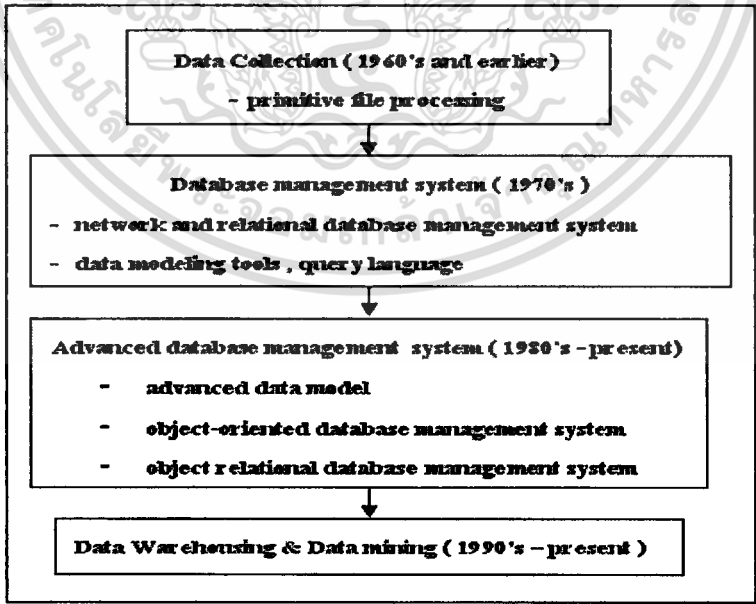 Data Collection ( 1960's and earlier)
- primitive file processing
Database management system ( 1970's )
- network and relational database management system
- data modeling tools , query language
Advanced database management system ( 1980's - present)
- advanced data model
- object-oriented database management system
- object relational database management system
Data Warehousing & Data mining ( 1990's – present )